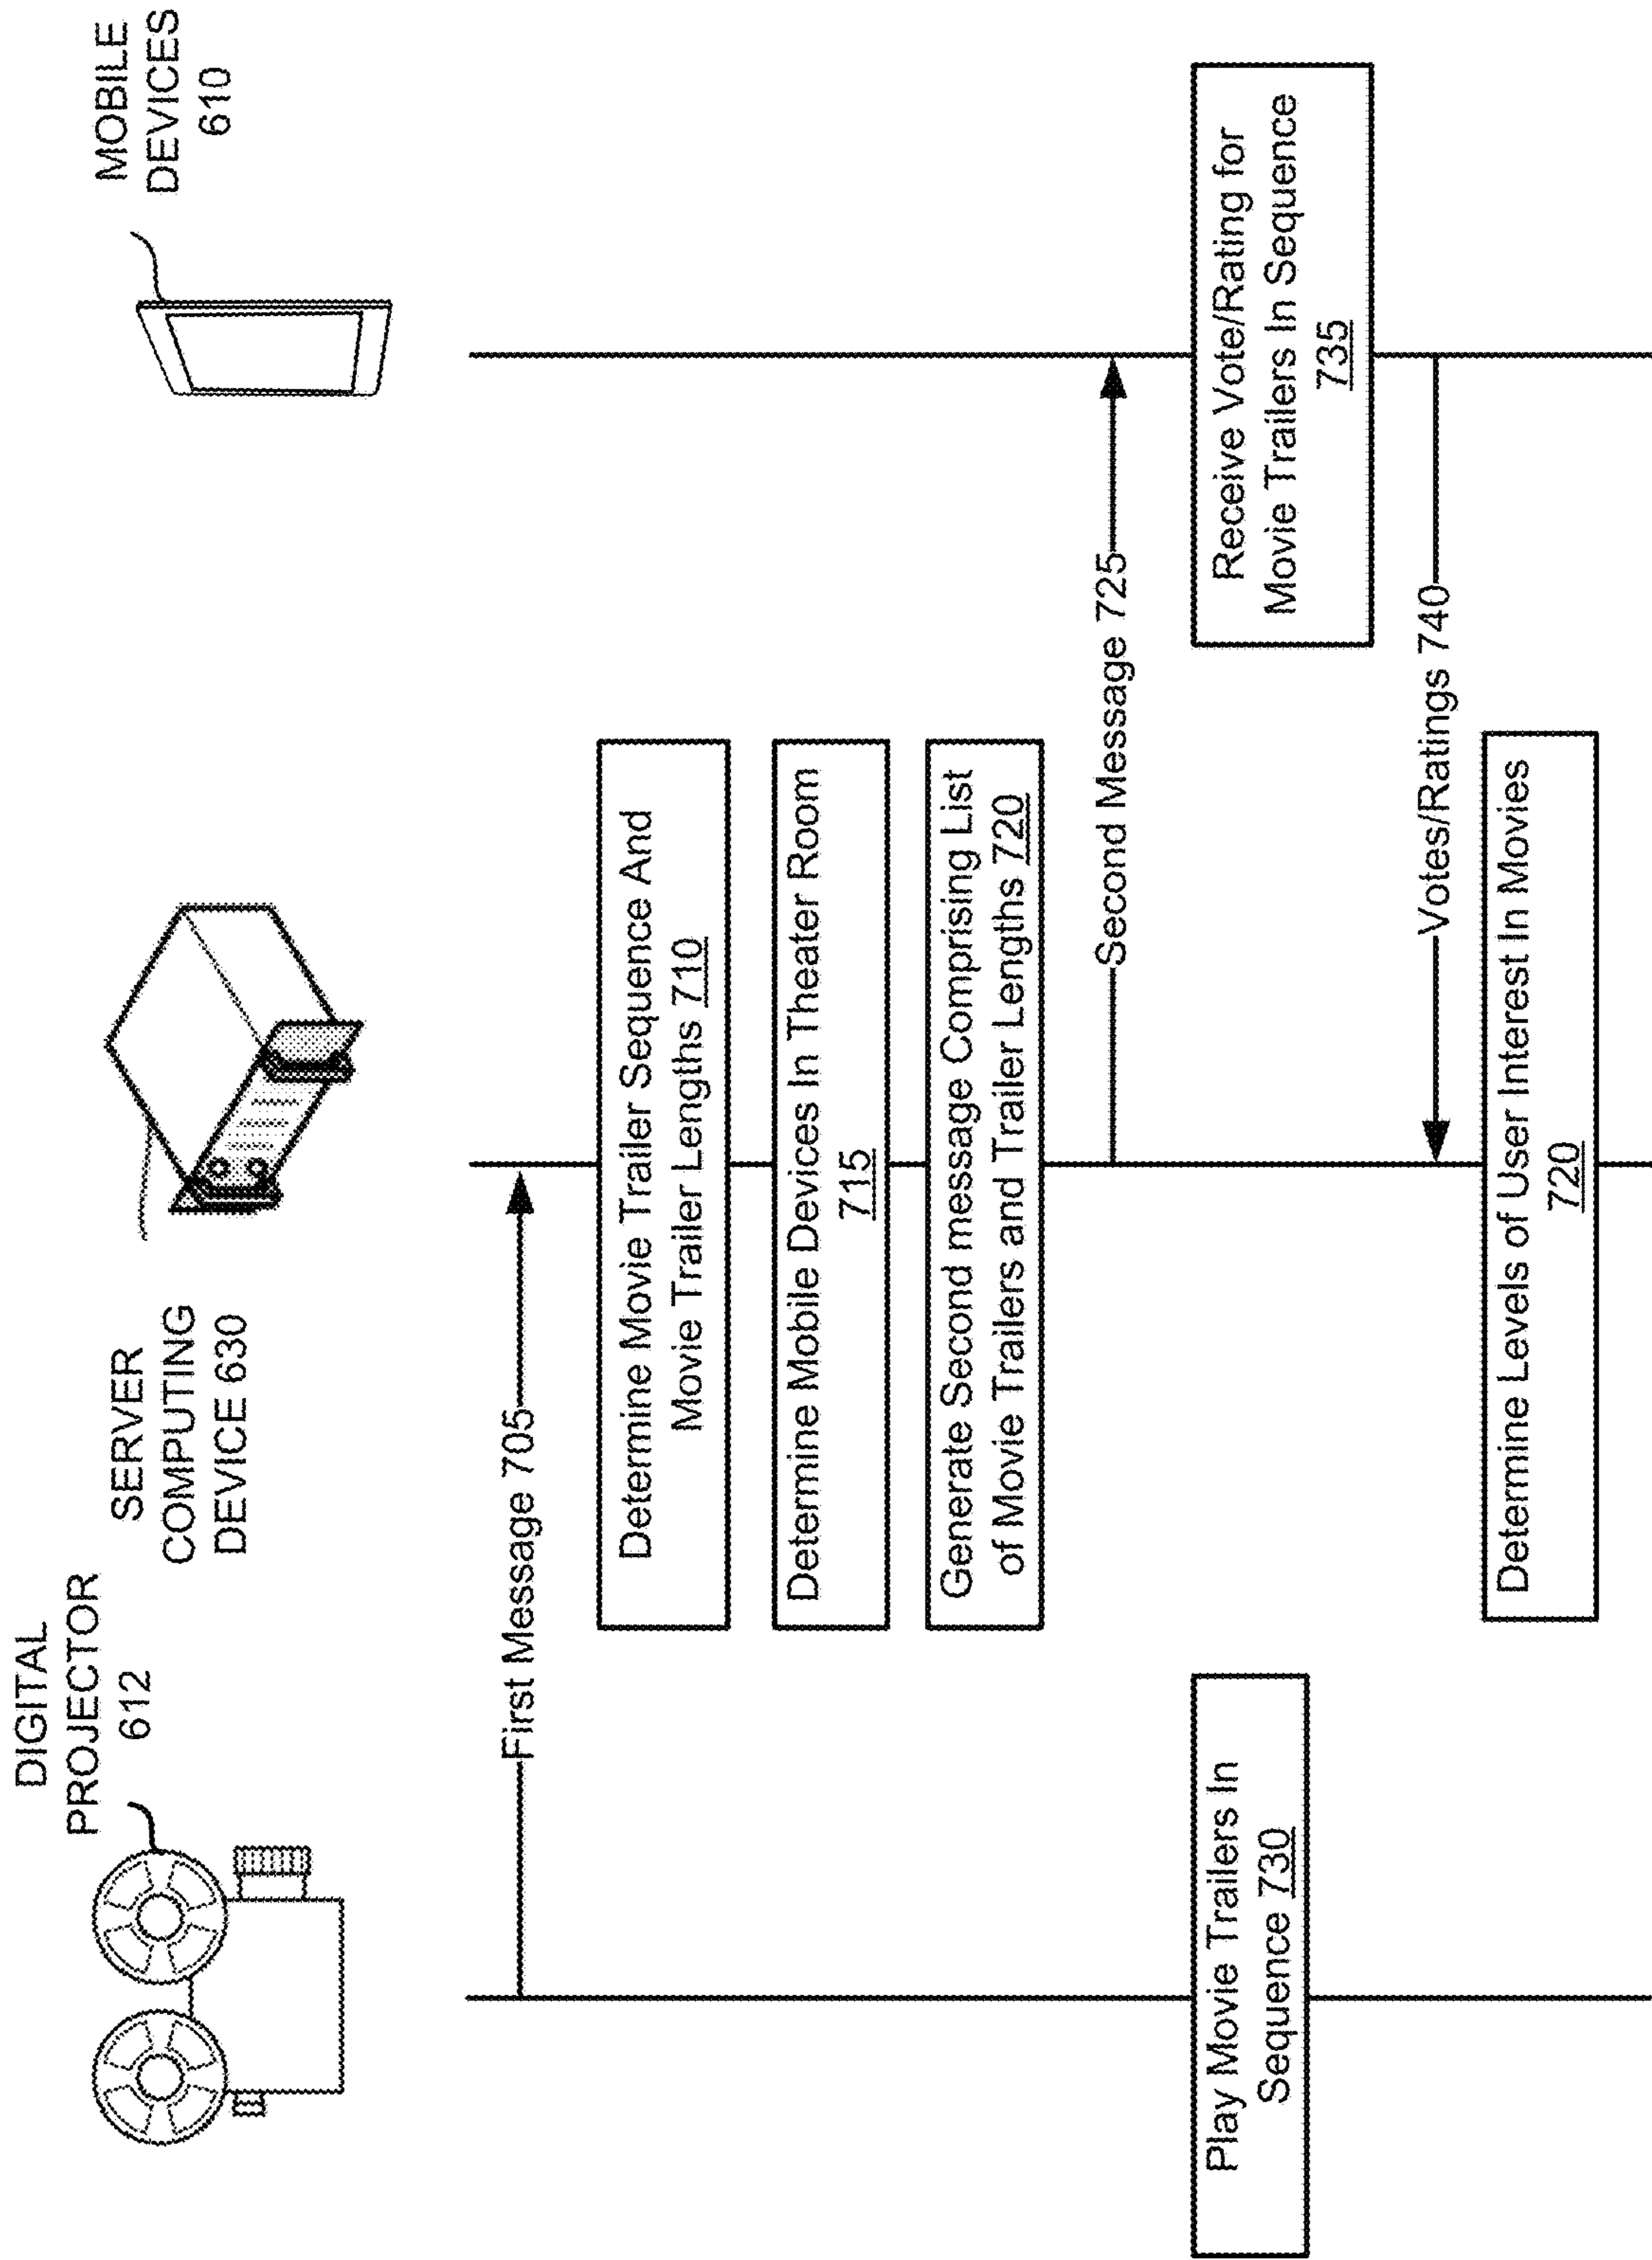 DIGITAL
PROJECTOR
612
SERVER
COMPUTING
DEVICE 630
MOBILE
DEVICES
610
First Message 705
Determine Movie Trailer Sequence And
Movie Trailer Lengths 710
Determine Mobile Devices In Theater Room
715
Generate Second message Comprising List
of Movie Trailers and Trailer Lengths 720
Second Message 725
Play Movie Trailers In
Sequence 730
Receive Vote/Rating for
Movie Trailers In Sequence
735
Votes/Ratings 740
Determine Levels of User Interest In Movies
720